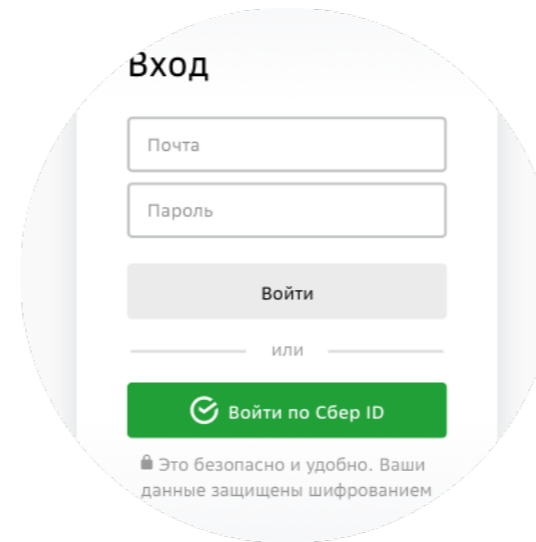 Вход
Почта
Пароль
Войти
или
Войти по Сбер ID
Это безопасно и удобно. Ваши
данные защищены шифрованием